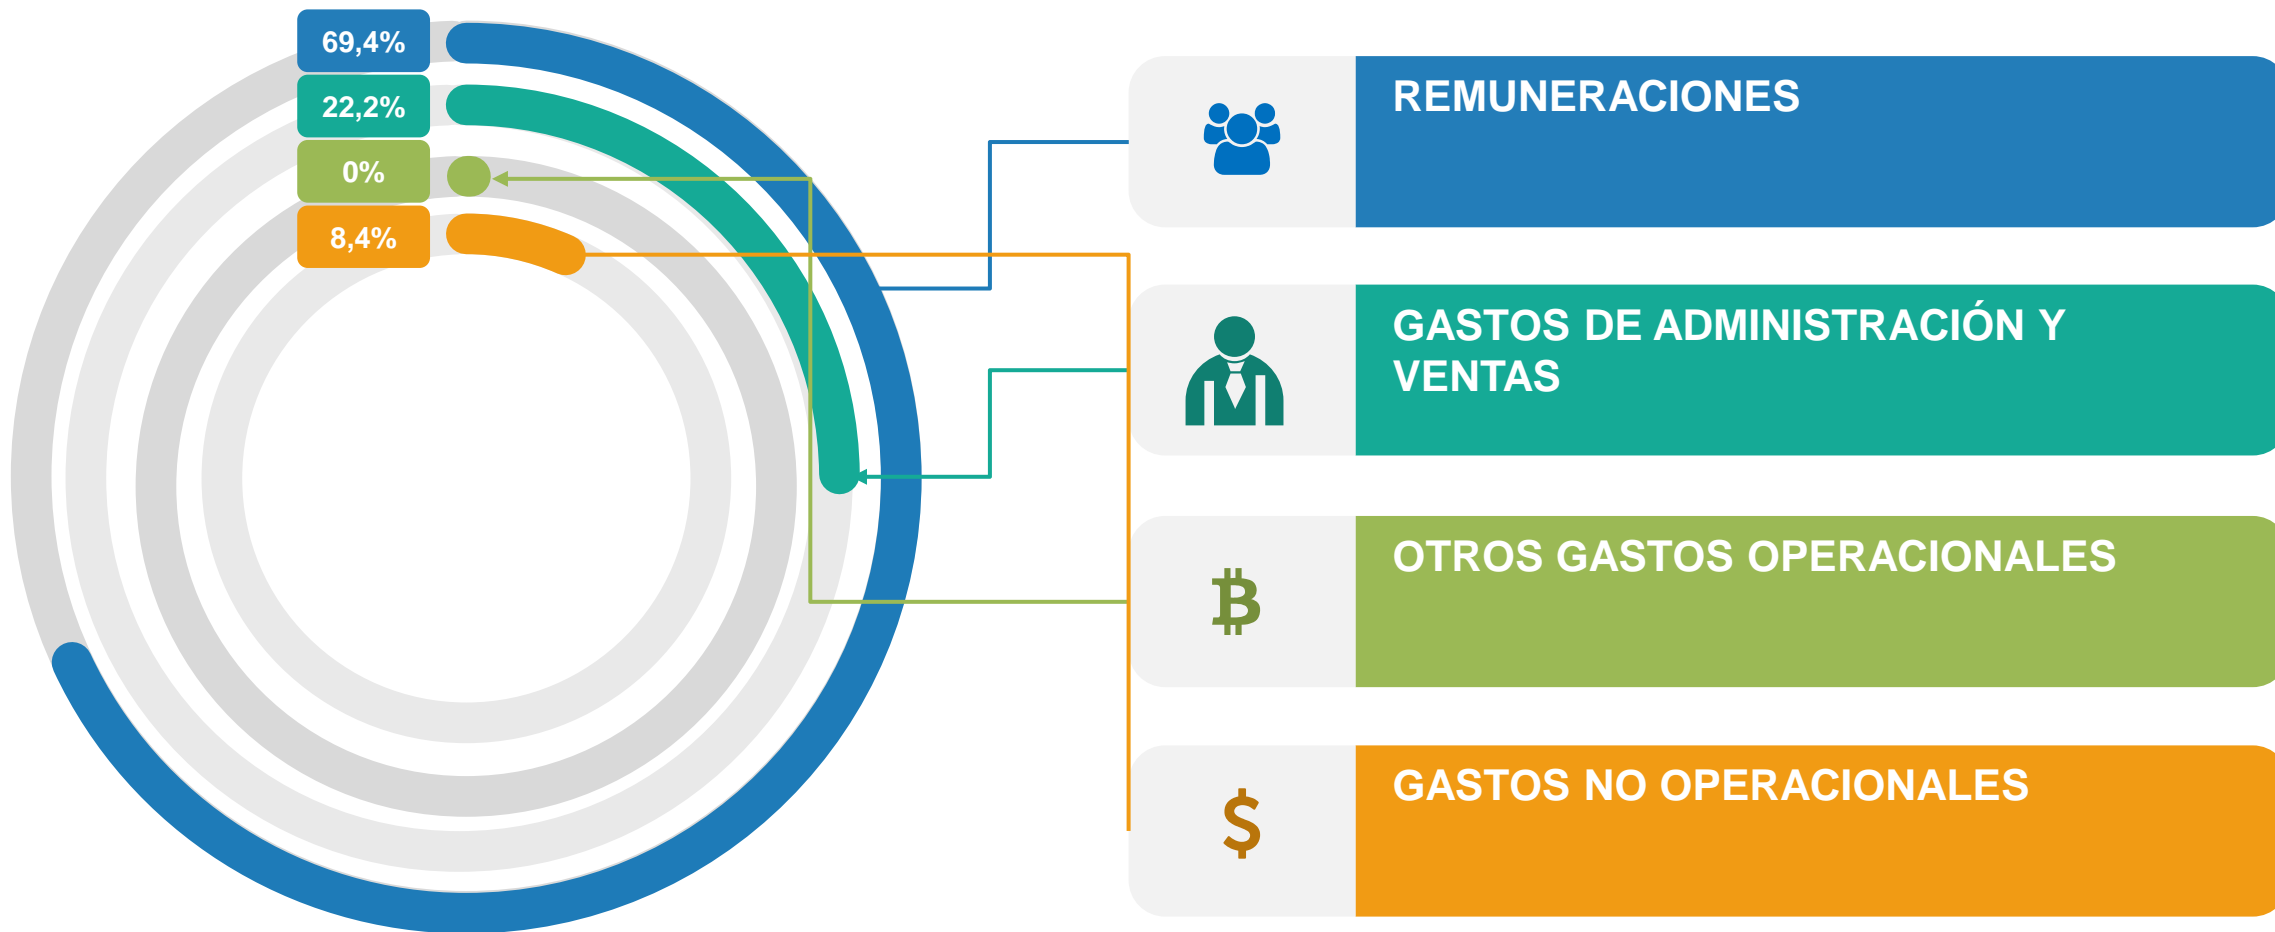 69,4%
22,2%
0%
8,4%
REMUNERACIONES
GASTOS DE ADMINISTRACIÓN Y
VENTAS
OTROS GASTOS OPERACIONALES
GASTOS NO OPERACIONALES